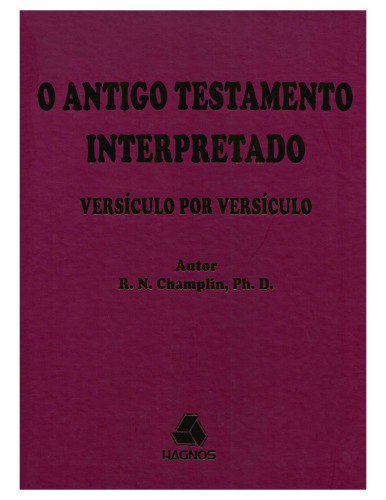 O ANTIGO TESTAMENTO
INTERPRETADO
VERSÍCULO POR VERSÍCULO
Autor
R. N. Champlin, Ph. D.
HAGNOS